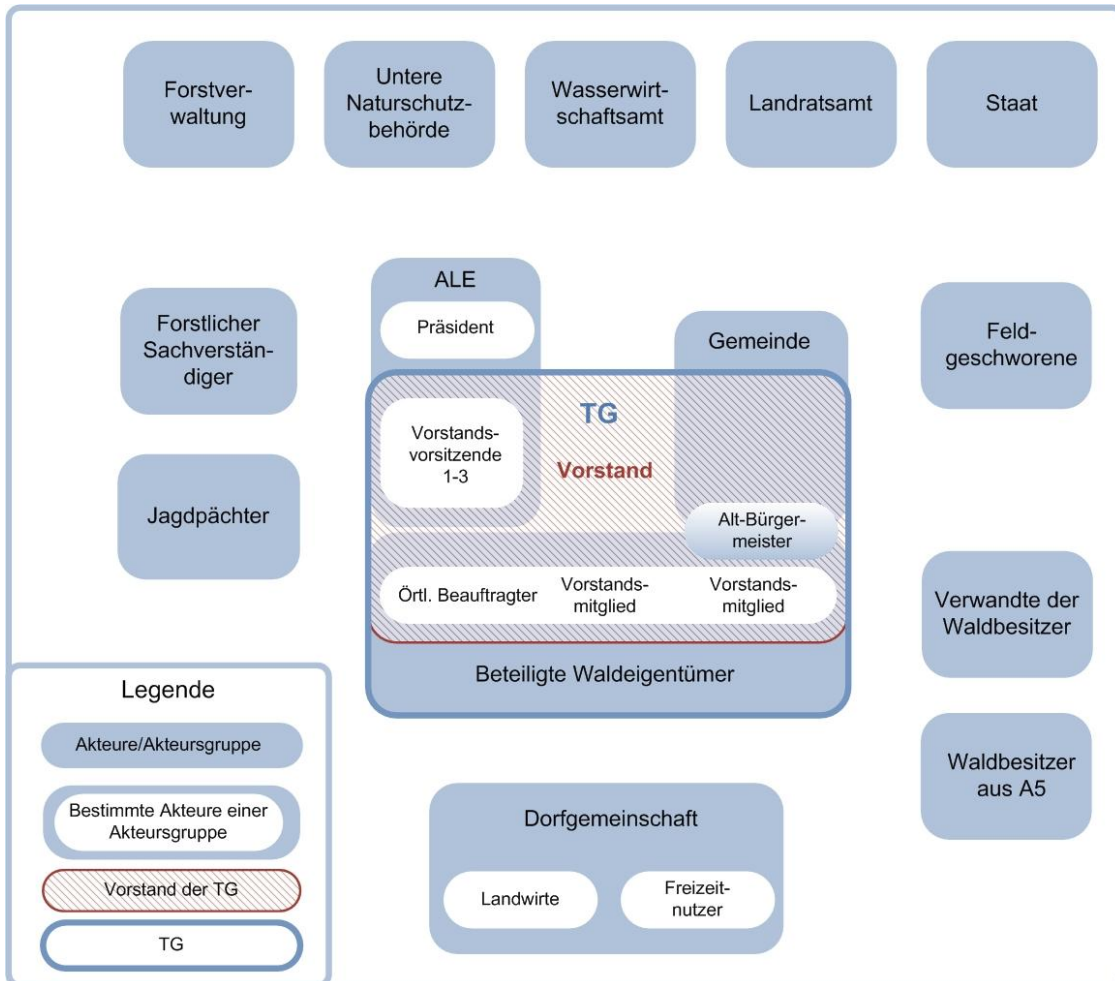 Forstver-
waltung
Untere
Naturschutz-
behörde
Wasserwirt-
schaftsamt
Landratsamt
Staat
ALE
Präsident
Forstlicher
Sachverstän-
diger
Gemeinde
Feld-
geschworene
TG
Vorstand
Vorstands-
vorsitzende
1-3
Jagdpächter
Alt-Bürger-
meister
Örtl. Beauftragter
Vorstands-
mitglied
Vorstands-
mitglied
Verwandte der
Waldbesitzer
Beteiligte Waldeigentümer
Waldbesitzer
aus A5
Dorfgemeinschaft
Landwirte
Freizeit-
nutzer
Legende
Akteure/Akteursgruppe
Bestimmte Akteure einer
Akteursgruppe
Vorstand der TG
TG